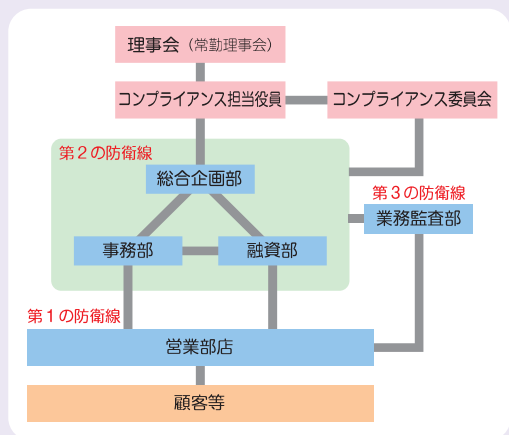 理事会（常勤理事会）
コンプライアンス担当役員
コンプライアンス委員会
第２の防衛線
総合企画部
第３の防衛線
業務監査部
事務部
融資部
第１の防衛線
営業部店
顧客等